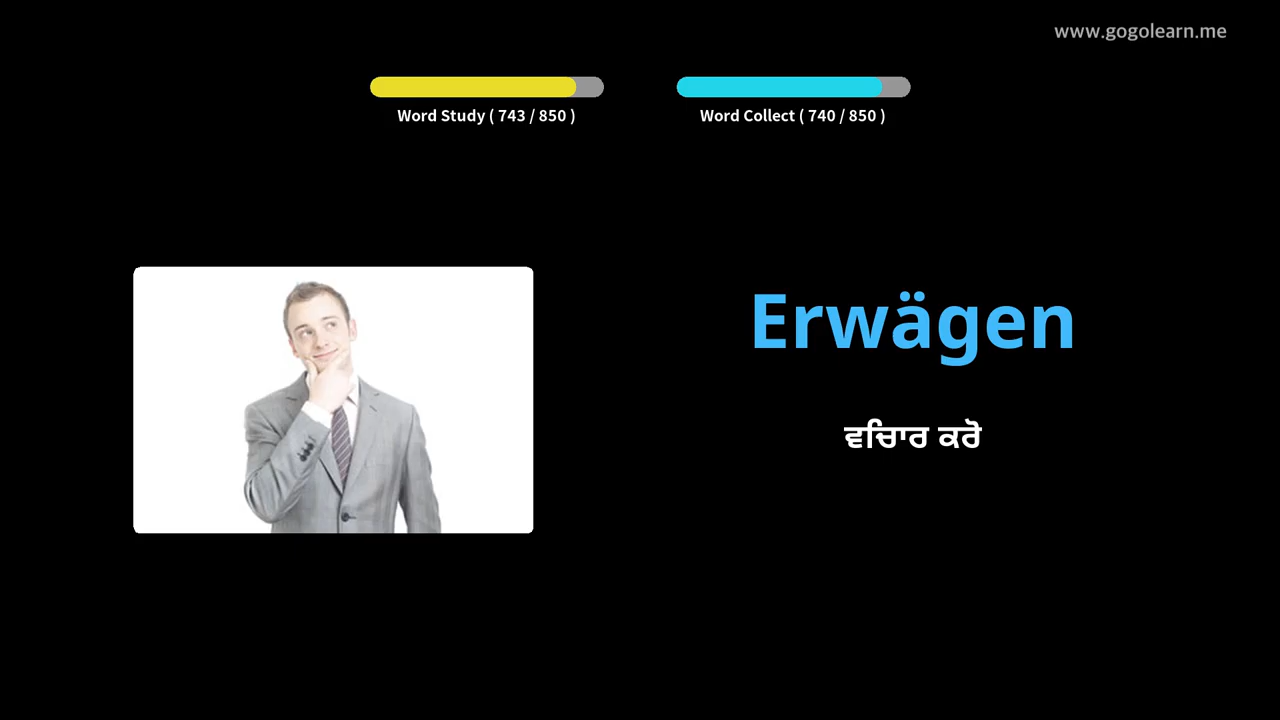 www.gogolearn.me
Word Study ( 743 / 850 )
Word Collect ( 740 / 850 )
Erwägen
ਵਿਚਾਰ ਕਰੋ